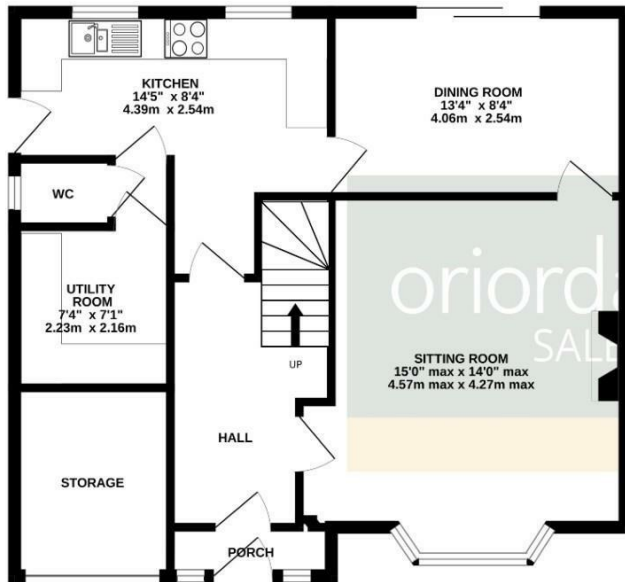 KITCHEN
14'5" x 8'4"
4.39m x 2.54m
DINING ROOM
13'4" x 8'4"
4.06m x 2.54m
WC
UTILITY
ROOM
7'4" x 7'1"
2.23m x 2.16m
UP
oriorda
SALE
SITTING ROOM
15'0" max x 14'0" max
4.57m max x 4.27m max
HALL
STORAGE
PORCH